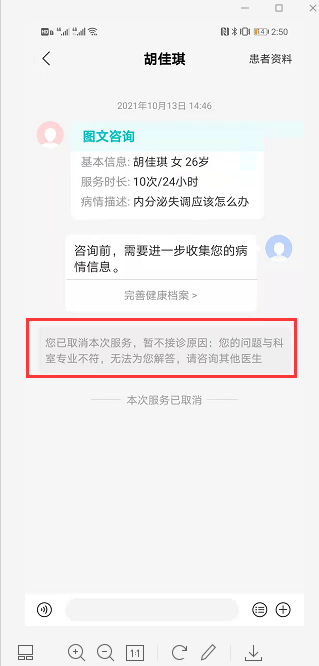 2:50
胡佳琪
患者资料
2021年10月13日 14:46
图文咨询
基本信息: 胡佳琪 女 26岁
服务时长: 10次/24小时
病情描述: 内分泌失调应该怎么办
咨询前，需要进一步收集您的病
情信息。
完善健康档案 >
您已取消本次服务，暂不接诊原因：您的问题与科
室专业不符，无法为您解答，请咨询其他医生
本次服务已取消
1:1